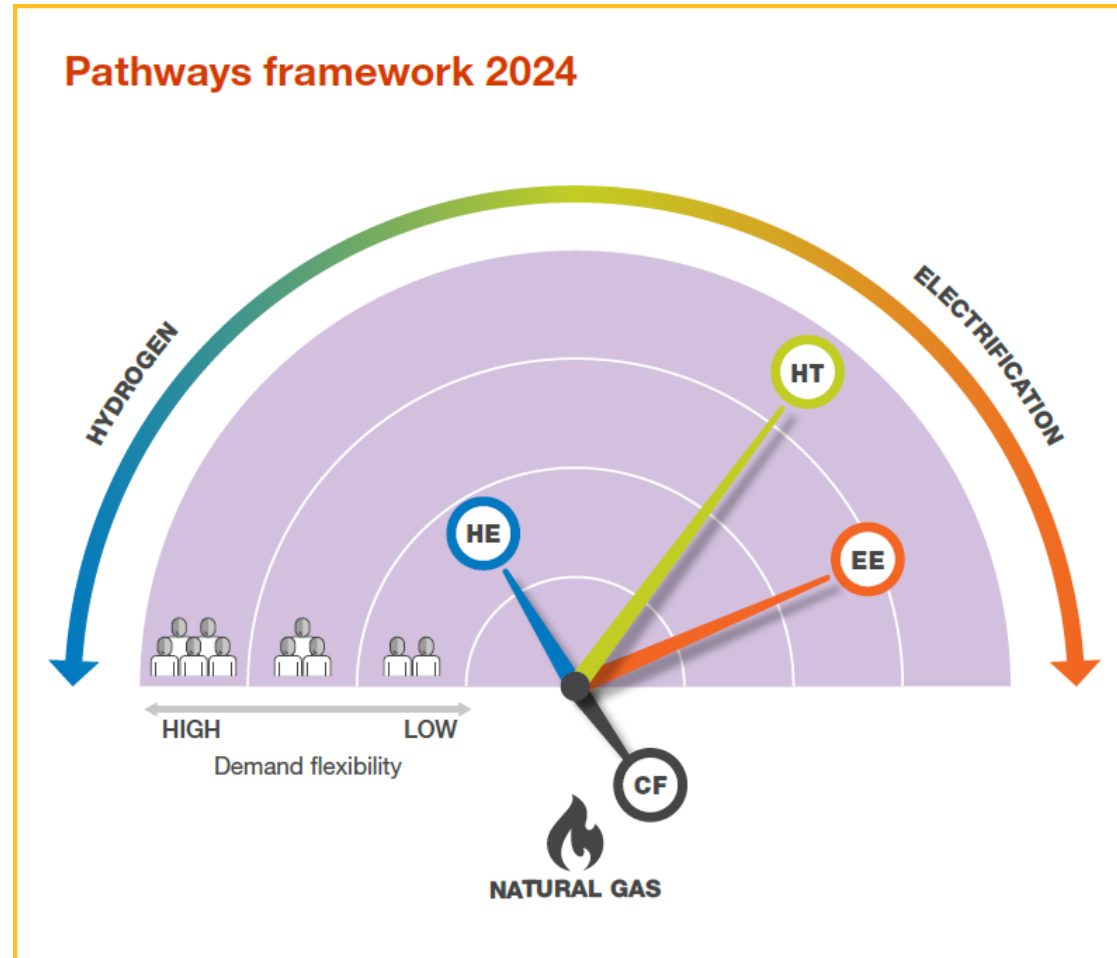 Pathways framework 2024
HYDROGEN
ELECTRIFICATION
HT
HE
EE
HIGH
LOW
Demand flexibility
CF
NATURAL GAS